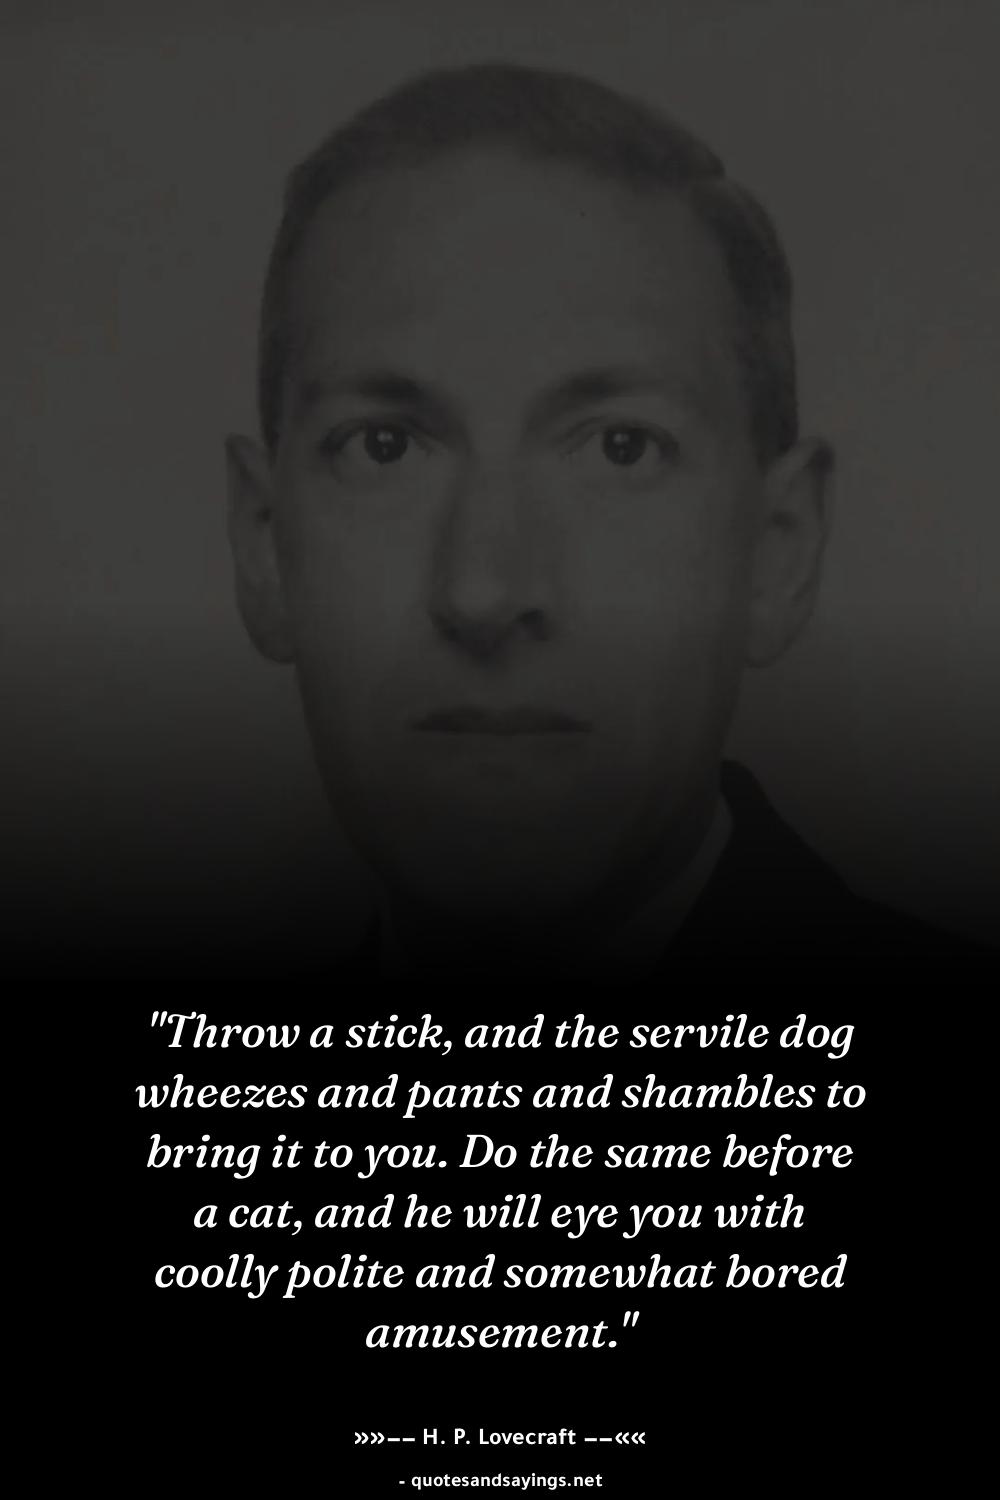 "Throw a stick, and the servile dog
wheezes and pants and shambles to
bring it to you. Do the same before
a cat, and he will eye you with
coolly polite and somewhat bored
amusement."
»»–– H. P. Lovecraft ––««
- quotesandsayings.net